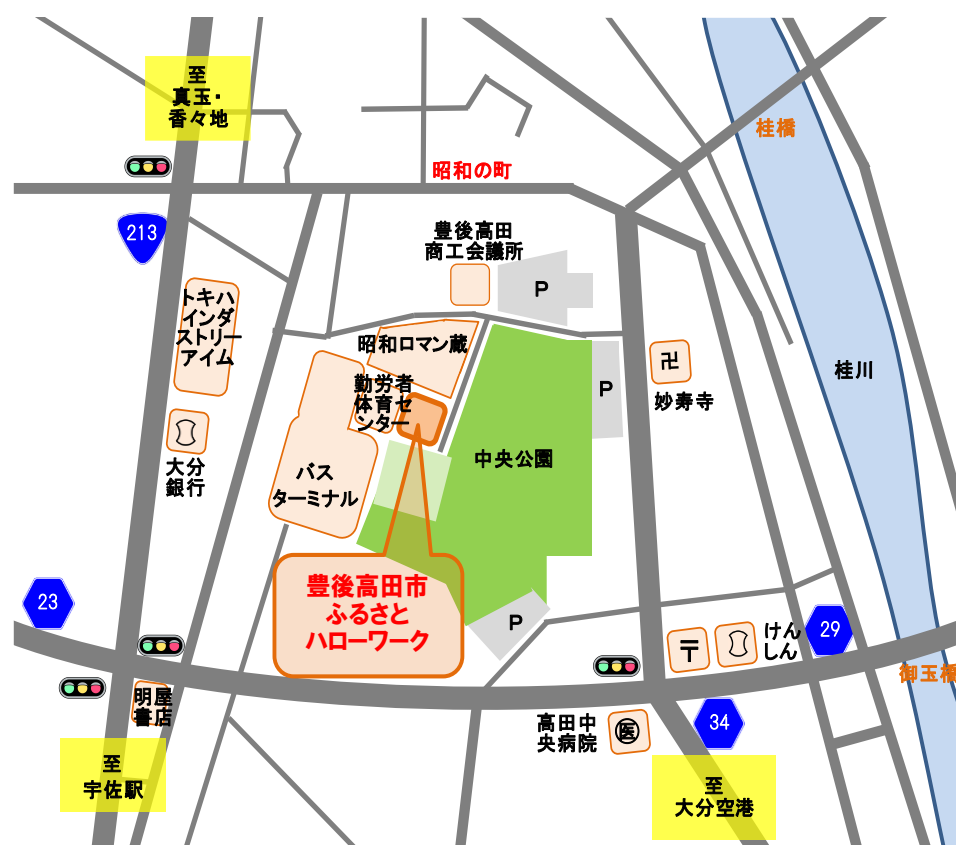 至
真玉・
香々地
桂橋
昭和の町
213
豊後高田
商工会議所
P
トキハ
インダ
ストリー
アイム
昭和ロマン蔵
卍
妙寿寺
桂川
勤労者
体育セ
ンター
P
大分
銀行
バス
ターミナル
中央公園
豊後高田市
ふるさと
ハローワーク
23
P
〒
けん
しん
29
御玉橋
明屋
書店
高田中
央病院
医
34
至
宇佐駅
至
大分空港